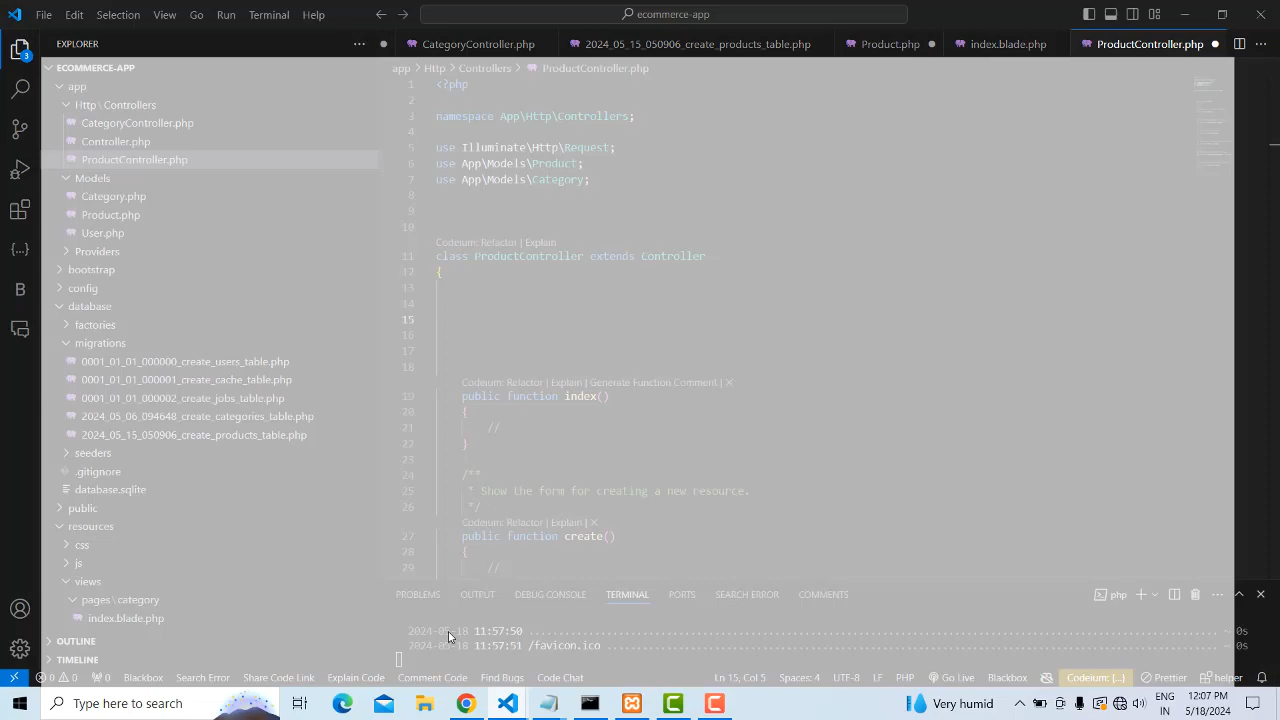 File Edit Selection View Go Run Terminal Help
ecommerce-app
EXPLORER
CategoryController.php
2024_05_15_050906_create_products_table.php
Product.php
index.blade.php
ProductController.php
3
ECOMMERCE-APP
app
Http\Controllers
CategoryController.php
Controller.php
ProductController.php
Models
Category.php
Product.php
User.php
Providers
bootstrap
config
database
factories
migrations
0001_01_01_000000_create_users_table.php
0001_01_01_000001_create_cache_table.php
0001_01_01_000002_create_jobs_table.php
2024_05_06_094648_create_categories_table.php
2024_05_15_050906_create_products_table.php
seeders
.gitignore
database.sqlite
public
resources
css
js
views
pages\category
index.blade.php
OUTLINE
TIMELINE
app > Http > Controllers > ProductController.php
1 <?php
2
3 namespace App\Http\Controllers;
4
5 use Illuminate\Http\Request;
6 use App\Models\Product;
7 use App\Models\Category;
8
9
10
Codeium: Refactor | Explain
11 class ProductController extends Controller
12 {
13
14
15
16
17
18
Codeium: Refactor | Explain | Generate Function Comment | X
19 public function index()
20 {
21 //
22 }
23
24 /**
25 * Show the form for creating a new resource.
26 */
Codeium: Refactor | Explain | X
27 public function create()
28 {
29 //
PROBLEMS OUTPUT DEBUG CONSOLE TERMINAL PORTS SEARCH ERROR COMMENTS
php
2024-05-18 11:57:50 ~ 0s
2024-05-18 11:57:51 /favicon.ico ~ 0s
0 0 0 Blackbox Search Error Share Code Link Explain Code Comment Code Find Bugs Code Chat
Ln 15, Col 5 Spaces: 4 UTF-8 LF PHP Go Live Blackbox Codeium: {...} Prettier helper
Type here to search
Very humid
ENG
IN
12:07 PM
5/18/2024